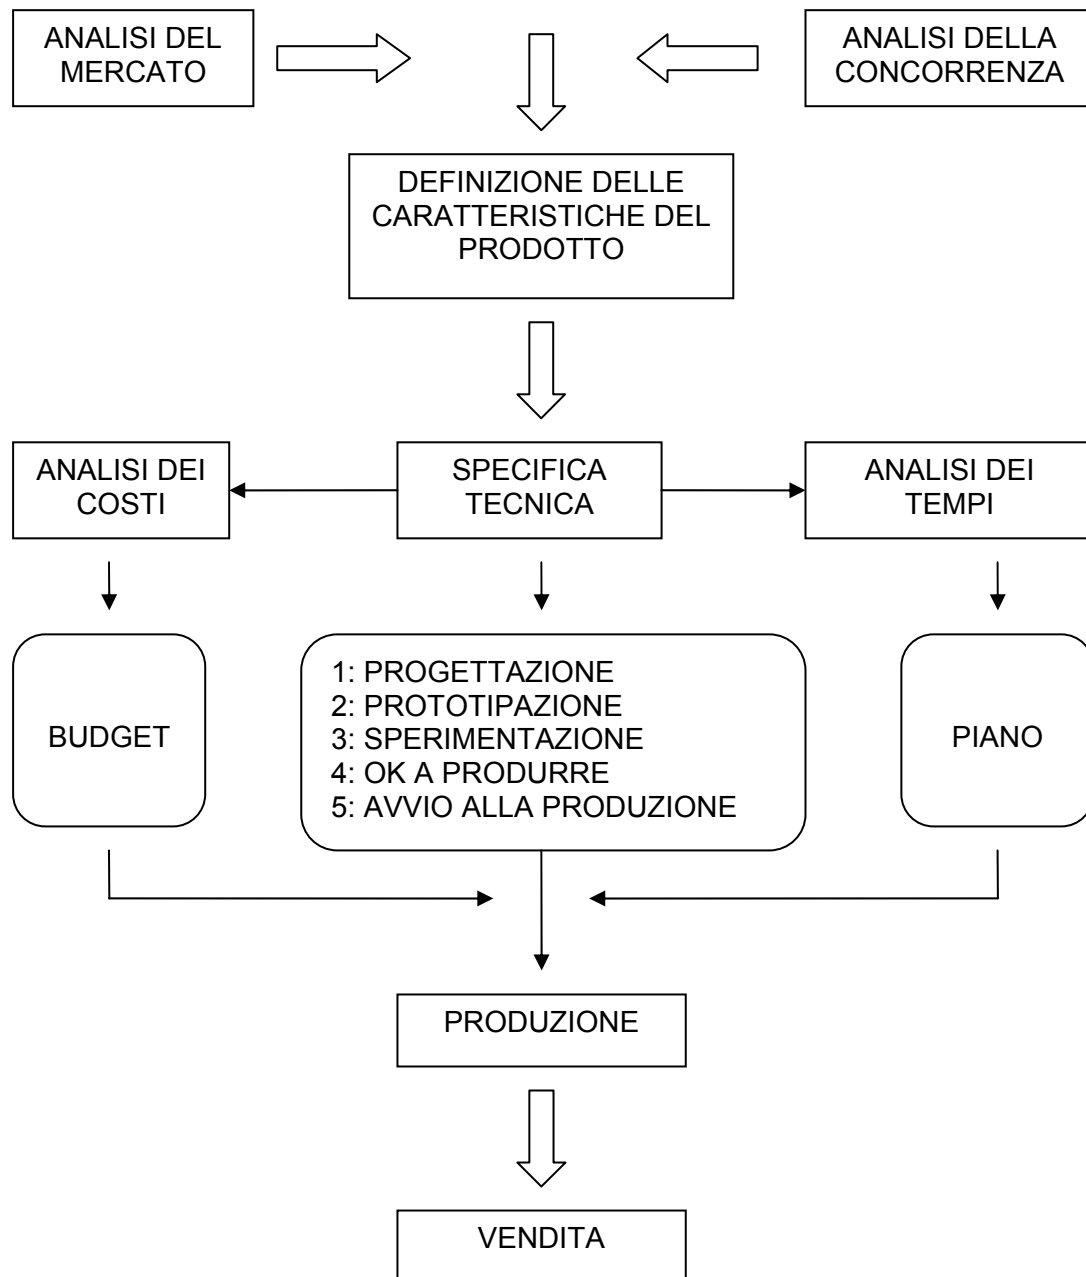 ANALISI DEL
MERCATO
ANALISI DELLA
CONCORRENZA
DEFINIZIONE DELLE
CARATTERISTICHE DEL
PRODOTTO
ANALISI DEI
COSTI
SPECIFICA
TECNICA
ANALISI DEI
TEMPI
BUDGET
1: PROGETTAZIONE
2: PROTOTIPAZIONE
3: SPERIMENTAZIONE
4: OK A PRODURRE
5: AVVIO ALLA PRODUZIONE
PIANO
PRODUZIONE
VENDITA